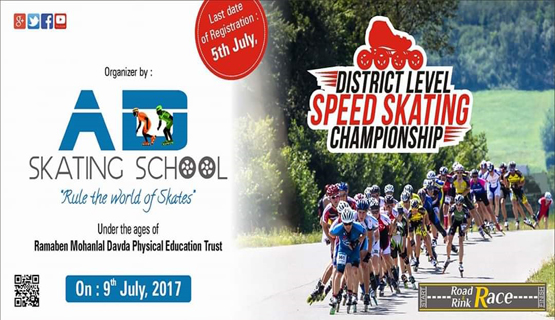 Last date
of Registration :
5th July,
Organizer by :
AD
SKATING SCHOOL
"Rule the World of Skates"
Under the ages of
Ramaben Mohanlal Davda Physical Education Trust
On : 9th July, 2017
DISTRICT LEVEL
SPEED SKATING
CHAMPIONSHIP
START
Road
Rink
Race